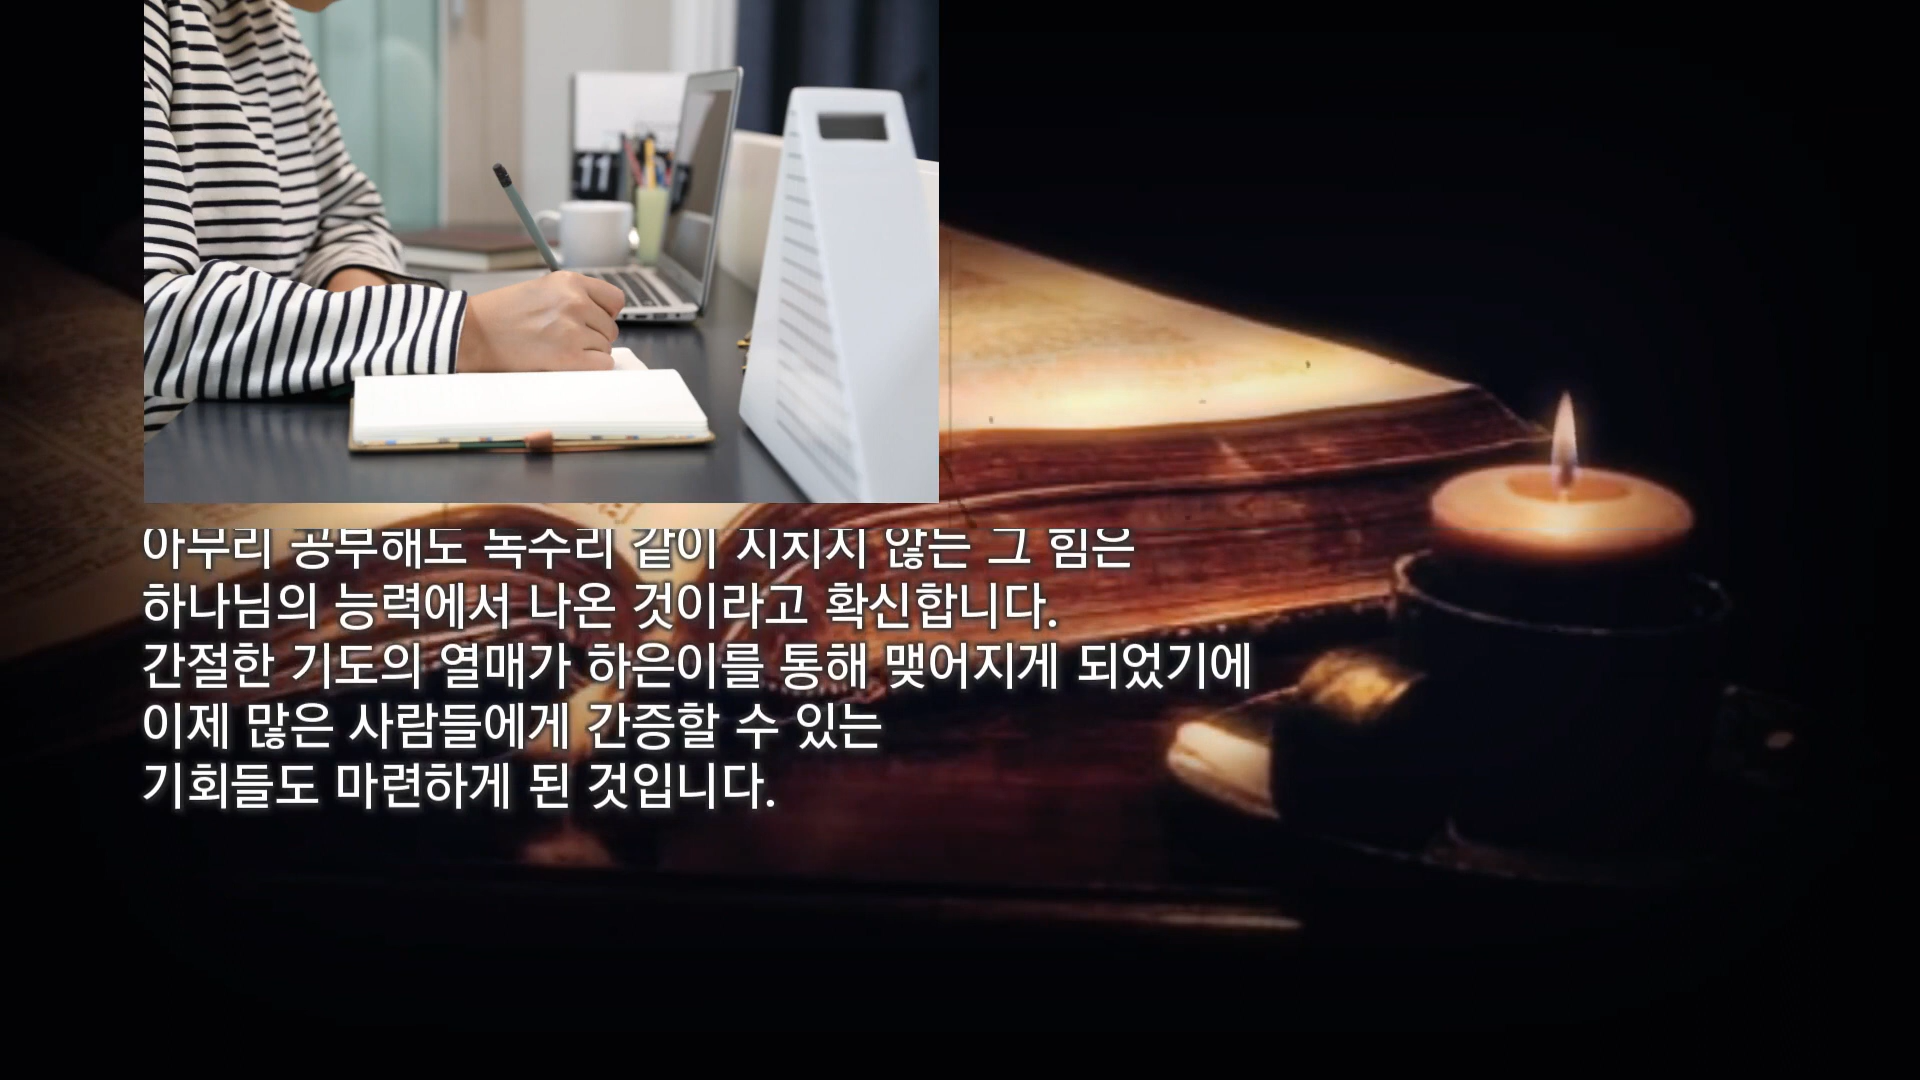 11
아무리 공부해도 독수리 같이 지치지 않는 그 힘은
하나님의 능력에서 나온 것이라고 확신합니다.
간절한 기도의 열매가 하은이를 통해 맺어지게 되었기에
이제 많은 사람들에게 간증할 수 있는
기회들도 마련하게 된 것입니다.